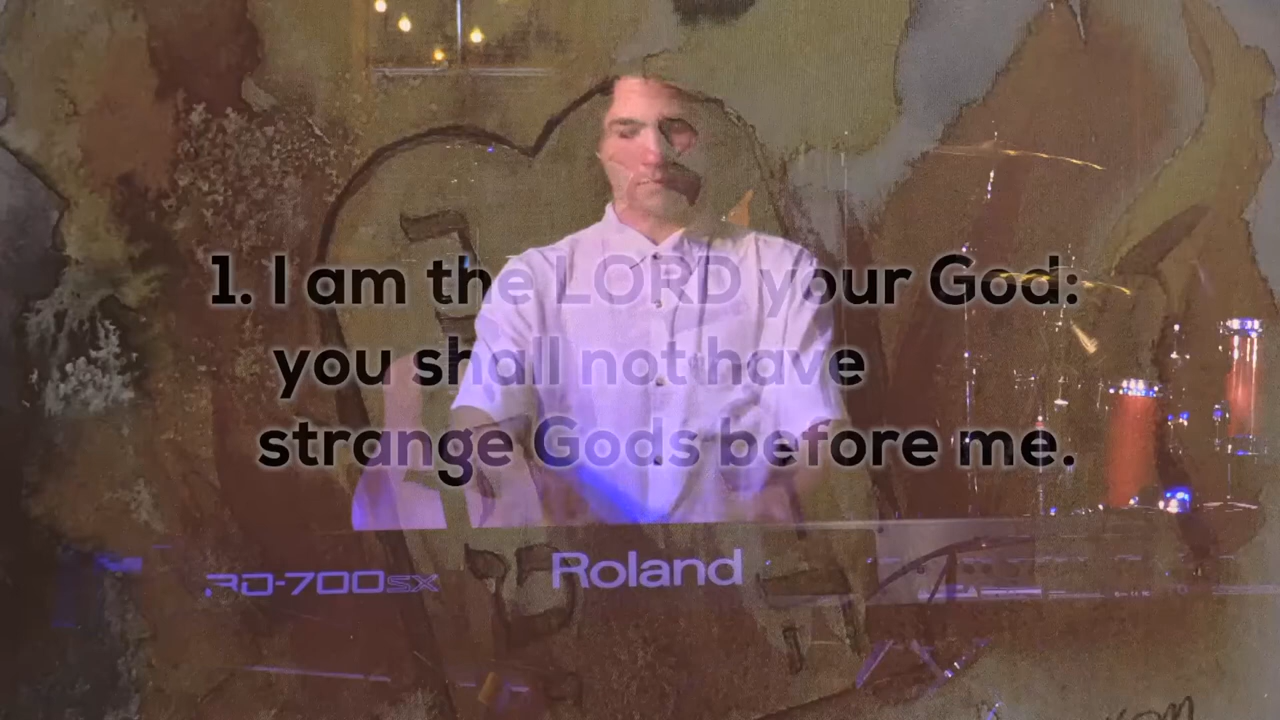 1. I am the LORD your God:
you shall not have
strange Gods before me.
RD-700SX
Roland